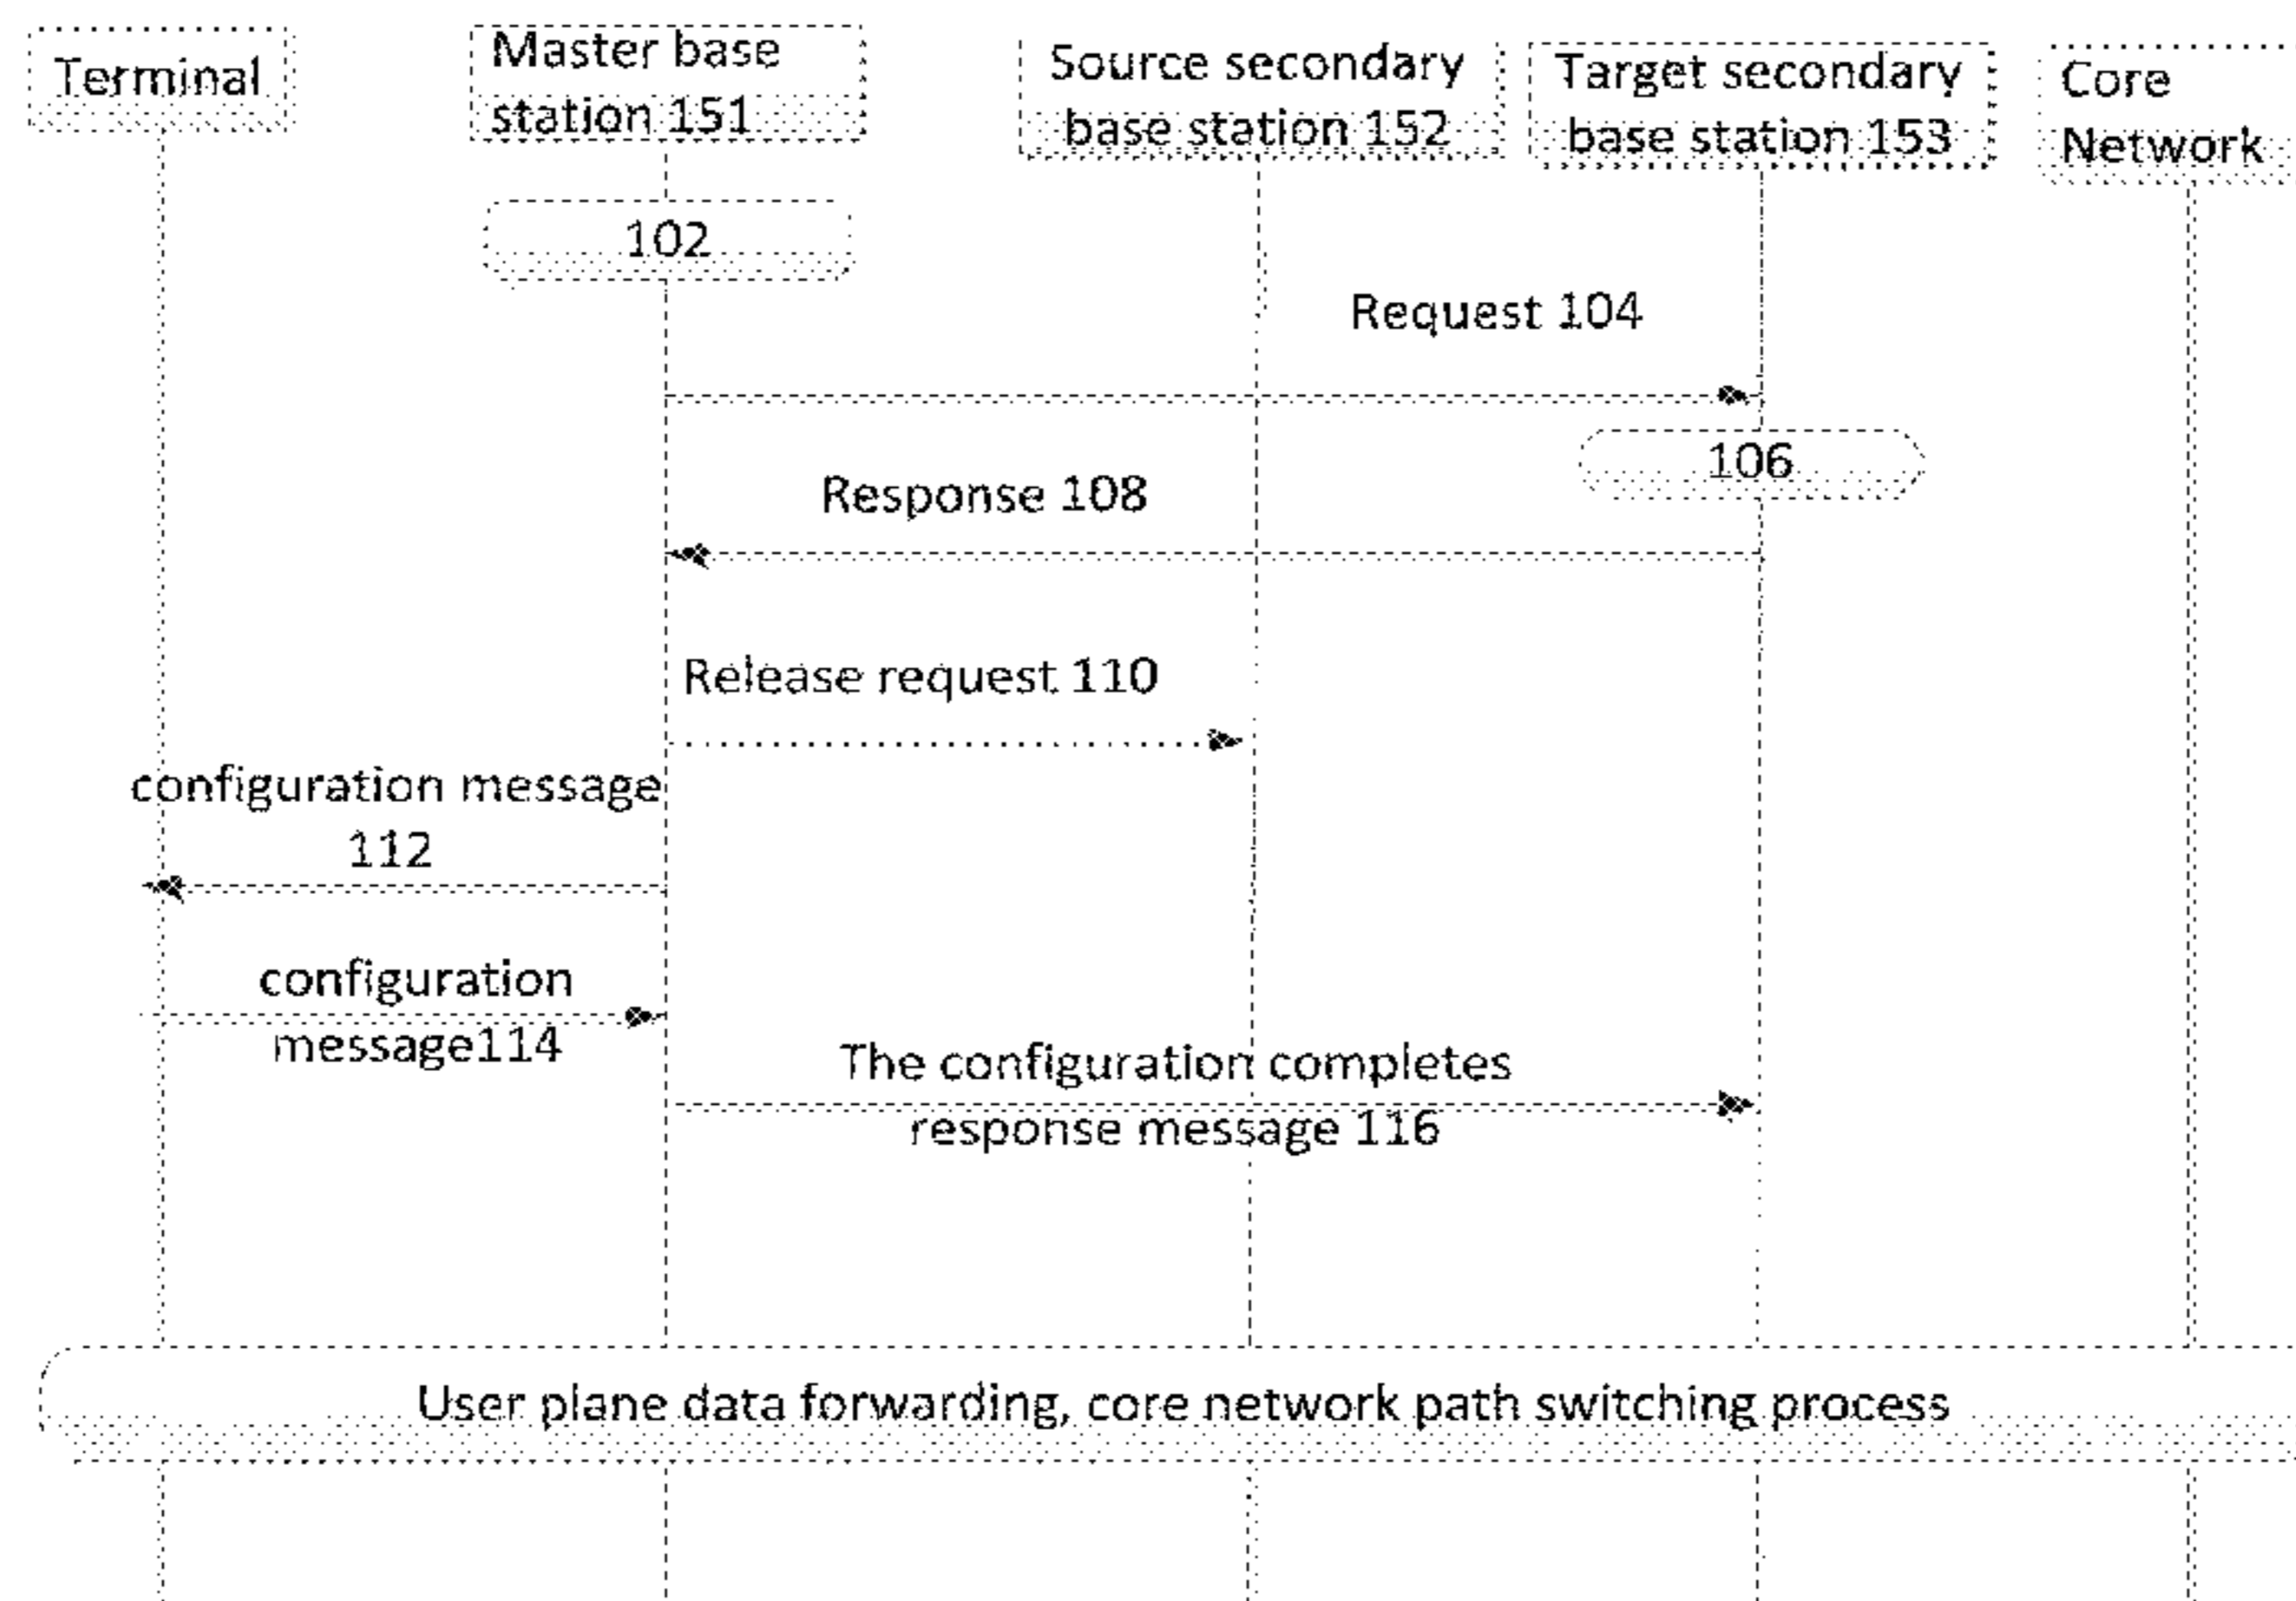 Terminal
Master base
station 151
Source secondary
base station 152
Target secondary
base station 153
Core
Network
102
Request 104
106
Response 108
Release request 110
configuration message
112
configuration
message114
The configuration completes
response message 116
User plane data forwarding, core network path switching process